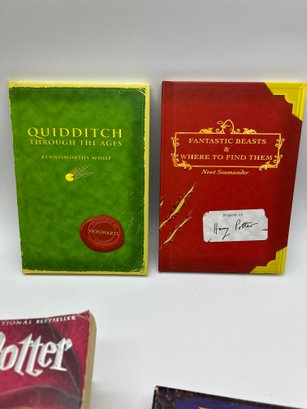 QUIDDITCH
THROUGH THE AGES
KENNILWORTHY WHISP
HOGWARTS
FANTASTIC BEASTS
&
WHERE TO FIND THEM
Newt Scamander
Property of:
Harry Potter
TIONAL BESTSELLER
Potter